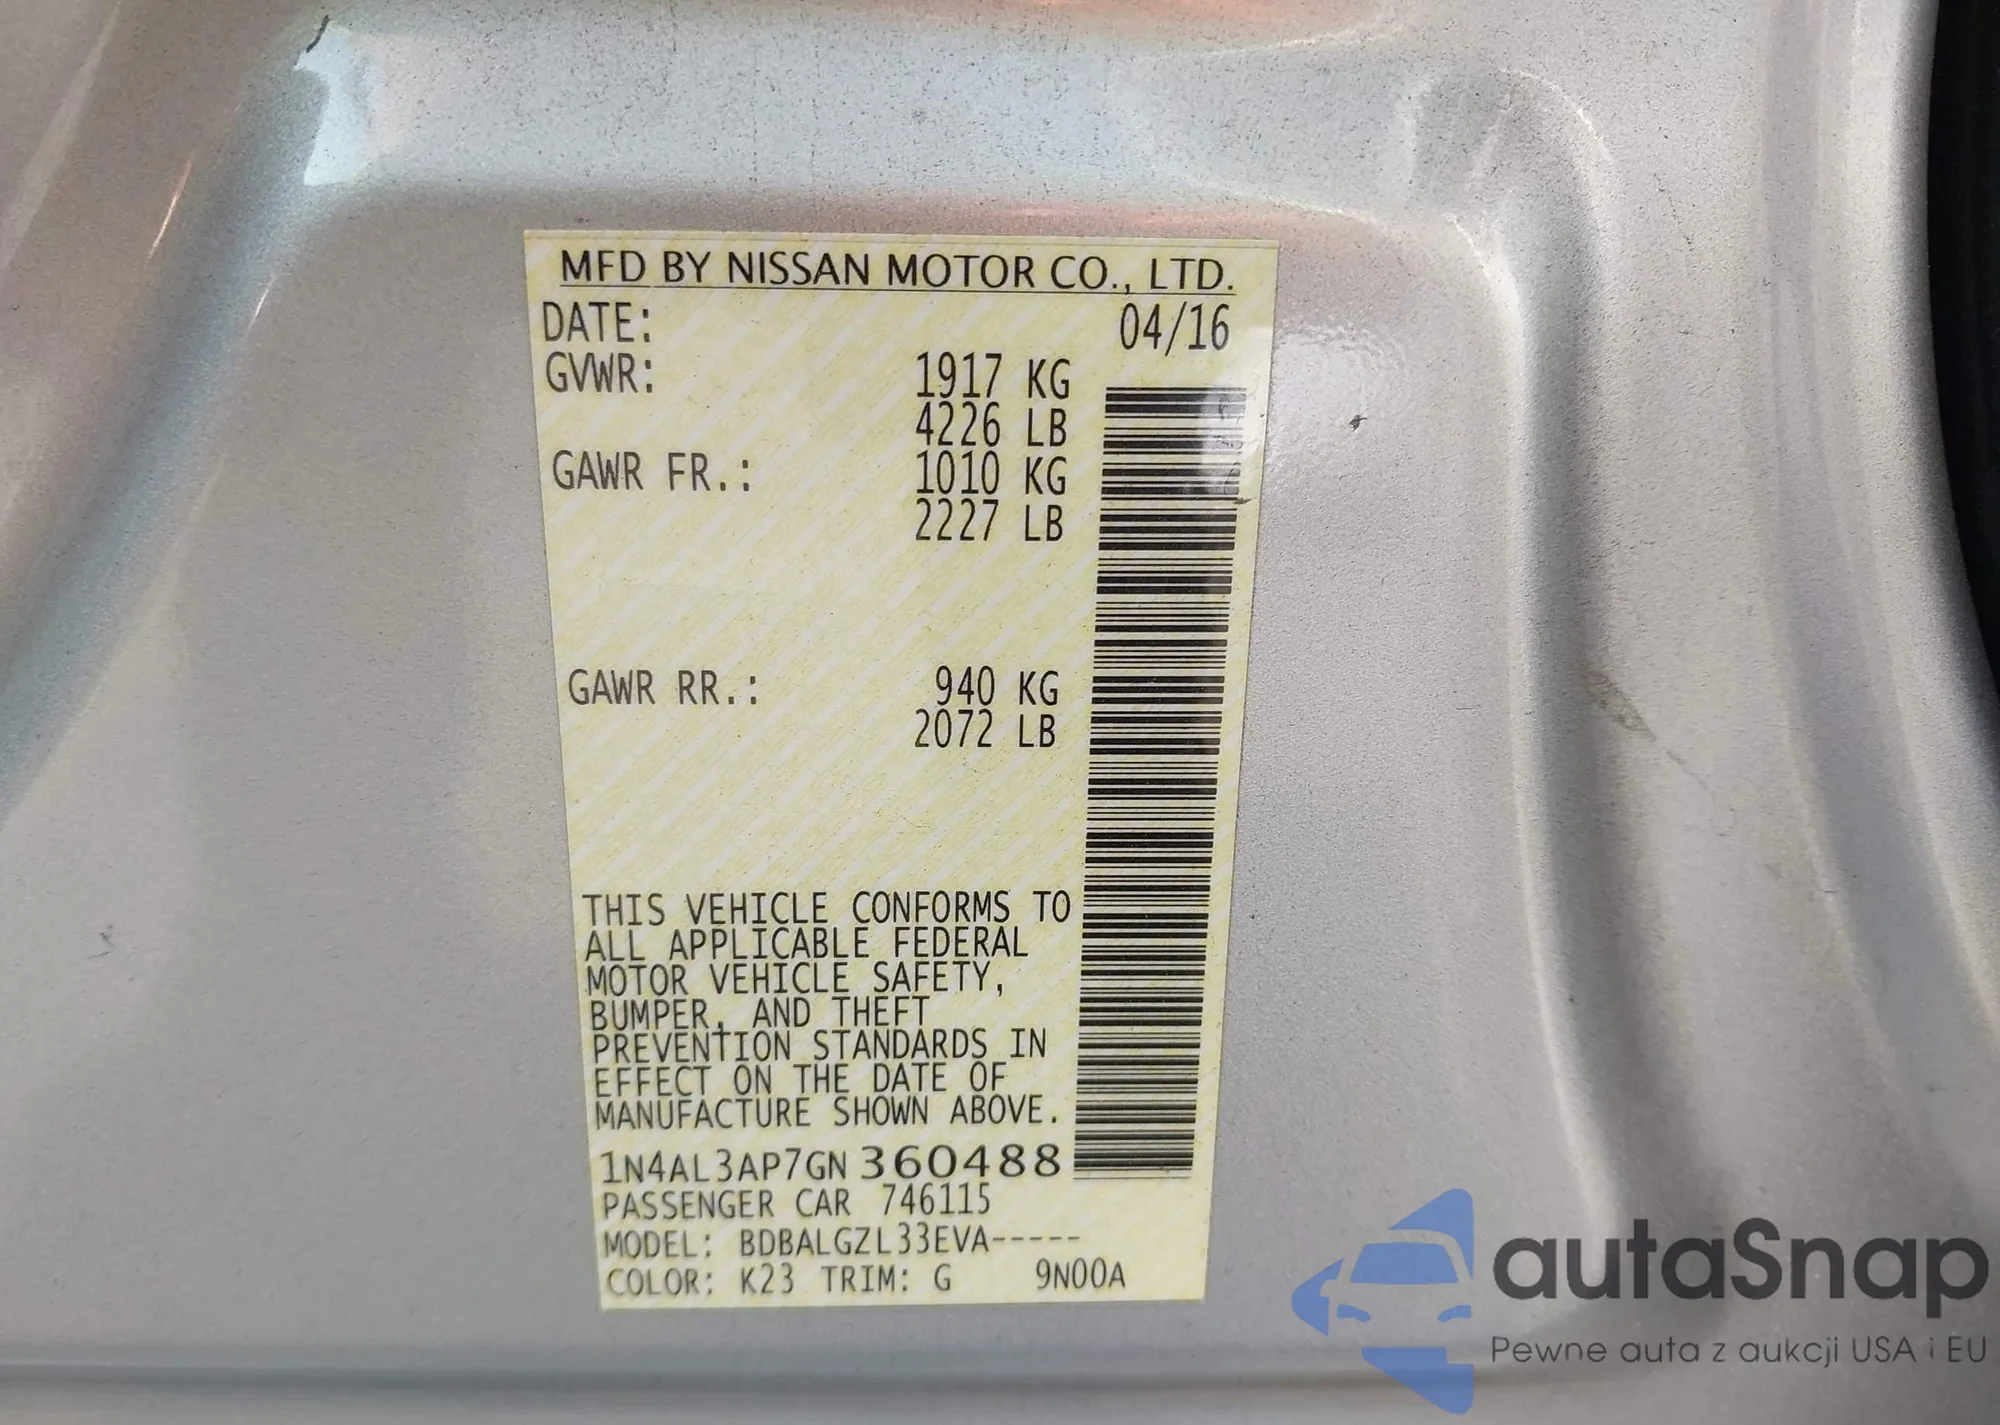 MFD BY NISSAN MOTOR CO., LTD.
DATE: 04/16
GVWR: 1917 KG
4226 LB
GAWR FR.: 1010 KG
2227 LB
GAWR RR.: 940 KG
2072 LB
THIS VEHICLE CONFORMS TO
ALL APPLICABLE FEDERAL
MOTOR VEHICLE SAFETY,
BUMPER, AND THEFT
PREVENTION STANDARDS IN
EFFECT ON THE DATE OF
MANUFACTURE SHOWN ABOVE.
1N4AL3AP7GN360488
PASSENGER CAR 746115
MODEL: BDBALGZL33EVA-----
COLOR: K23 TRIM: G 9N00A
autaSnap
Pewne auta z aukcji USA i EU